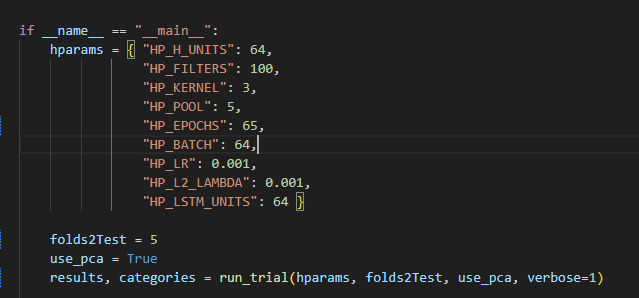 if __name__ == "__main__":
    hparams = { "HP_H_UNITS": 64,
                "HP_FILTERS": 100,
                "HP_KERNEL": 3,
                "HP_POOL": 5,
                "HP_EPOCHS": 65,
                "HP_BATCH": 64,
                "HP_LR": 0.001,
                "HP_L2_LAMBDA": 0.001,
                "HP_LSTM_UNITS": 64 }
    folds2Test = 5
    use_pca = True
    results, categories = run_trial(hparams, folds2Test, use_pca, verbose=1)